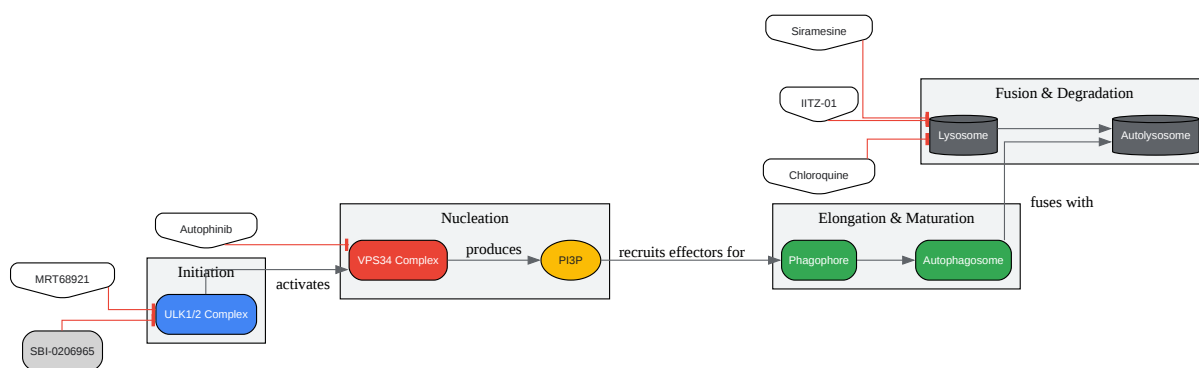 Siramesine
IITZ-01
Chloroquine
Fusion & Degradation
Lysosome
Autolysosome
fuses with
Autophinib
Nucleation
VPS34 Complex
produces
PI3P
recruits effectors for
Elongation & Maturation
Phagophore
Autophagosome
MRT68921
Initiation
activates
ULK1/2 Complex
SBI-0206965